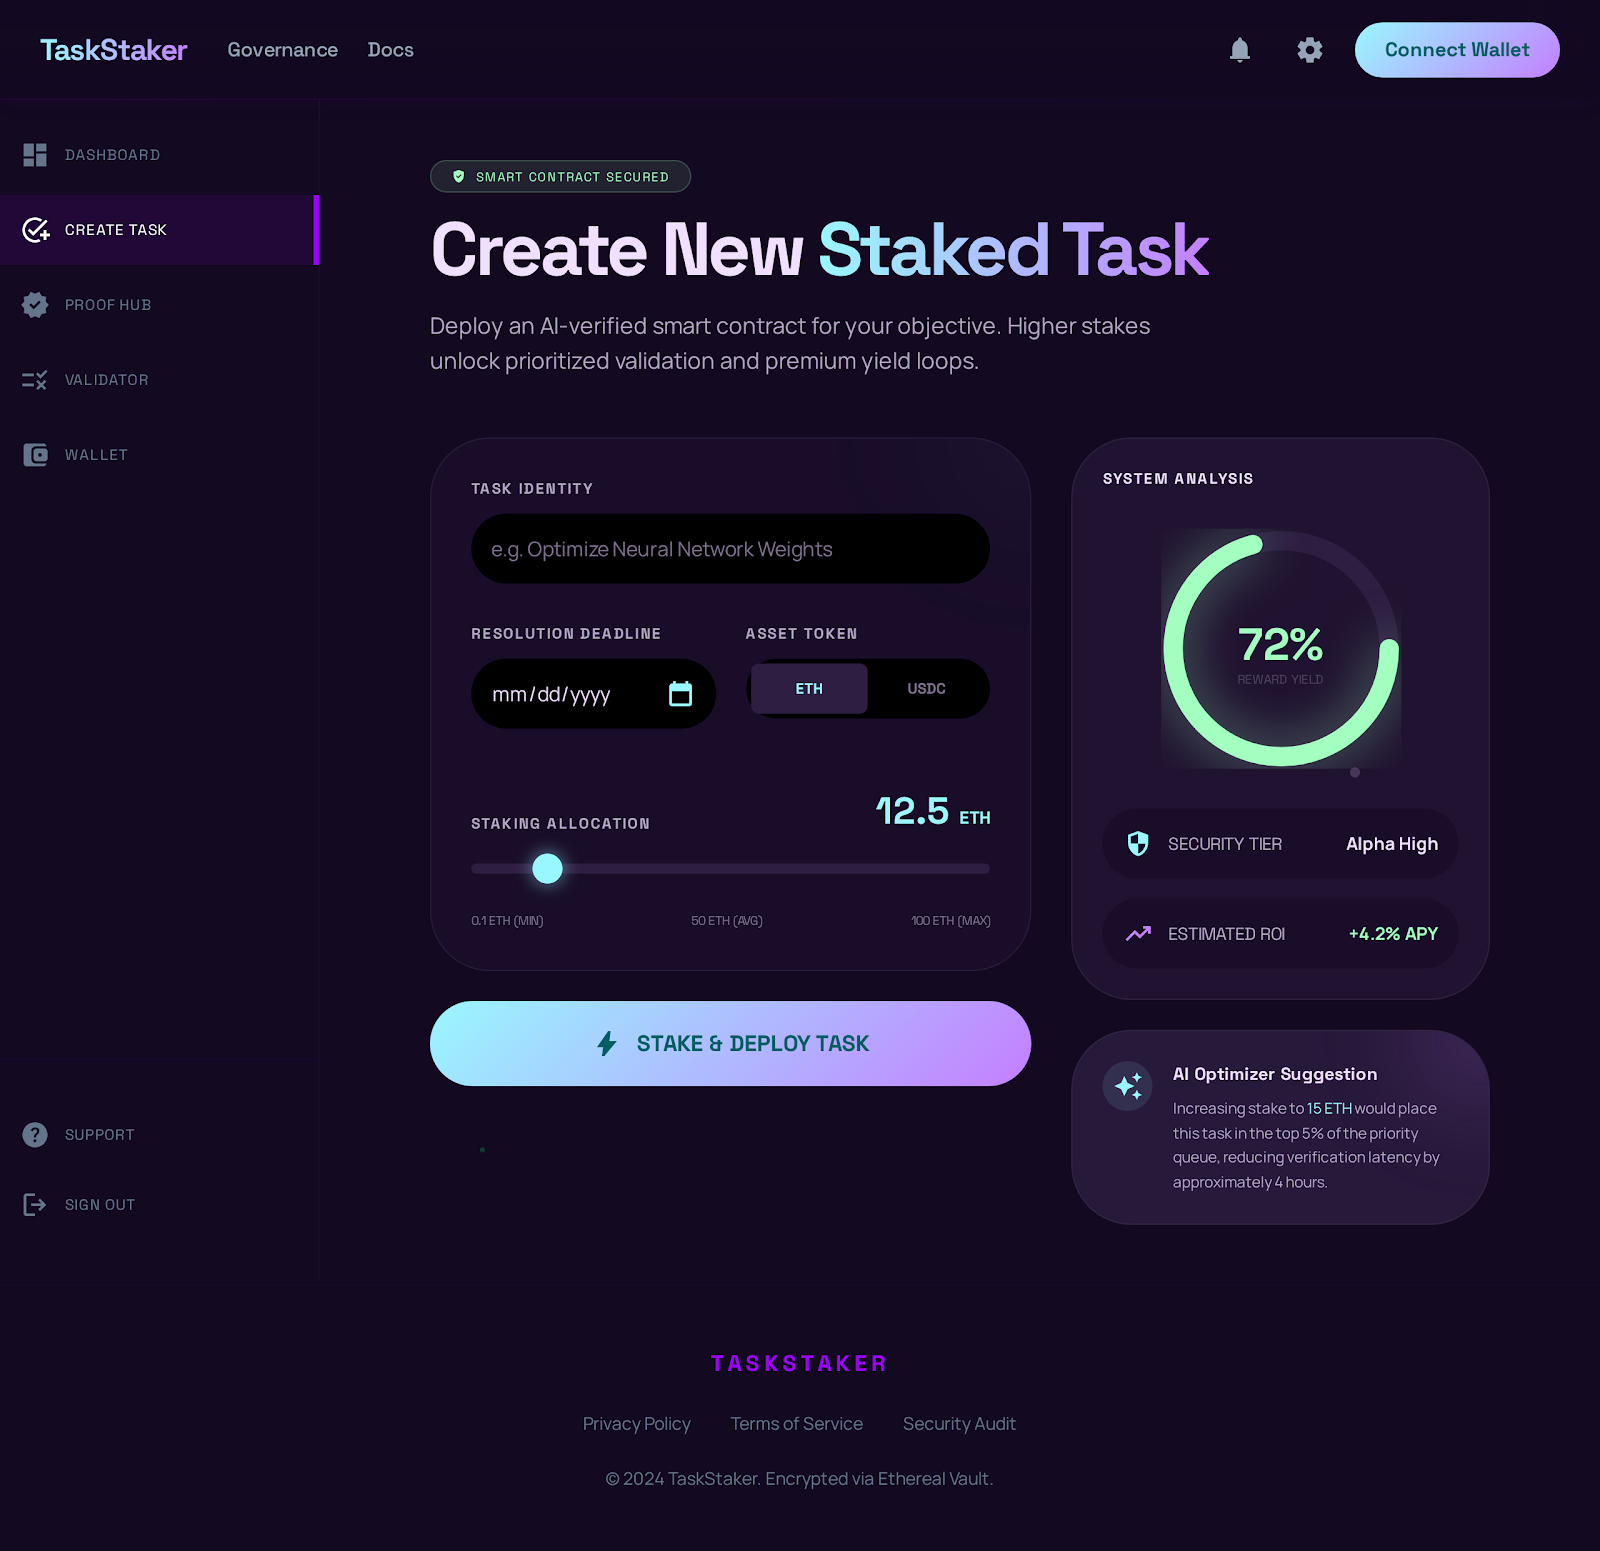 TaskStaker
Governance
Docs
Connect Wallet
DASHBOARD
CREATE TASK
PROOF HUB
VALIDATOR
WALLET
SUPPORT
SIGN OUT
SMART CONTRACT SECURED
Create New Staked Task
Deploy an AI-verified smart contract for your objective. Higher stakes
unlock prioritized validation and premium yield loops.
TASK IDENTITY
e.g. Optimize Neural Network Weights
RESOLUTION DEADLINE
mm/dd/yyyy
ASSET TOKEN
ETH
USDC
STAKING ALLOCATION
12.5 ETH
0.1 ETH (MIN)
50 ETH (AVG)
100 ETH (MAX)
STAKE & DEPLOY TASK
SYSTEM ANALYSIS
72%
REWARD YIELD
SECURITY TIER
Alpha High
ESTIMATED ROI
+4.2% APY
AI Optimizer Suggestion
Increasing stake to 15 ETH would place
this task in the top 5% of the priority
queue, reducing verification latency by
approximately 4 hours.
TASKSTAKER
Privacy Policy
Terms of Service
Security Audit
© 2024 TaskStaker. Encrypted via Ethereal Vault.